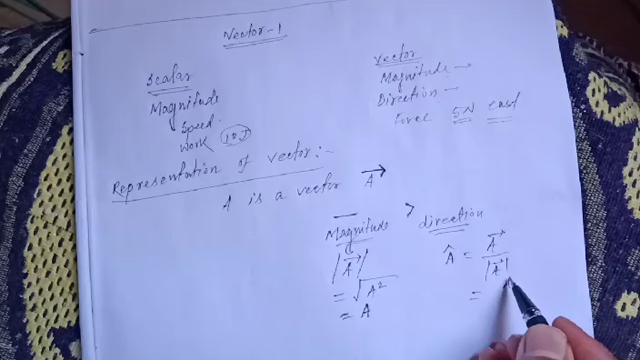 Vector-1
Scalar
Magnitude
Speed
Work 10J
Vector
Magnitude -
Direction -
Force 5N east
Representation of vector:-
A is a vector A→
Magnitude
|A→|
= √A²
= A
direction
Â = A→/|A→|
=